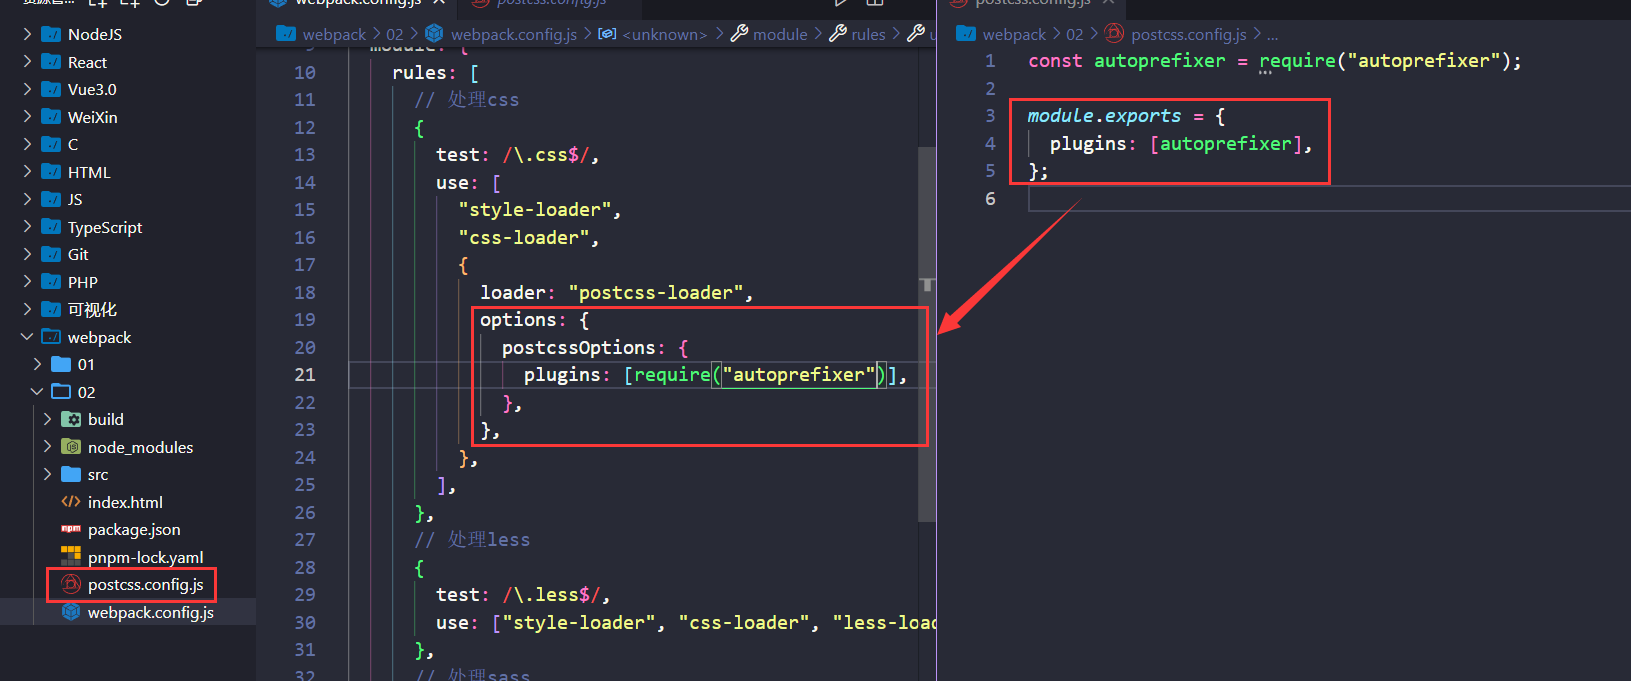 资源管...
NodeJS
React
Vue3.0
WeiXin
C
HTML
JS
TypeScript
Git
PHP
可视化
webpack
01
02
build
node_modules
src
index.html
package.json
pnpm-lock.yaml
postcss.config.js
webpack.config.js
webpack.config.js
postcss.config.js
webpack > 02 > webpack.config.js > <unknown> > module > rules >
9 module: {
10 rules: [
11 // 处理css
12 {
13 test: /\.css$/,
14 use: [
15 "style-loader",
16 "css-loader",
17 {
18 loader: "postcss-loader",
19 options: {
20 postcssOptions: {
21 plugins: [require("autoprefixer")],
22 },
23 },
24 },
25 ],
26 },
27 // 处理less
28 {
29 test: /\.less$/,
30 use: ["style-loader", "css-loader", "less-load
31 },
32 // 处理sass
postcss.config.js
webpack > 02 > postcss.config.js > ...
1 const autoprefixer = require("autoprefixer");
2
3 module.exports = {
4 plugins: [autoprefixer],
5 };
6